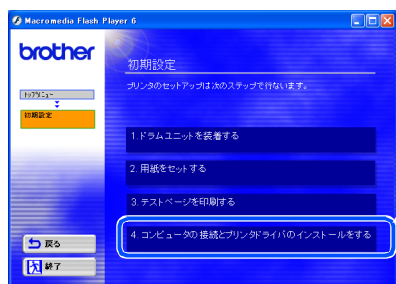 Macromedia Flash Player 6
brother
初期設定
プリンタのセットアップは次のステップで行ないます。
トップメニュー
初期設定
1.ドラムユニットを装着する
2.用紙をセットする
3.テストページを印刷する
4.コンピュータの接続とプリンタドライバのインストールをする
戻る
終了